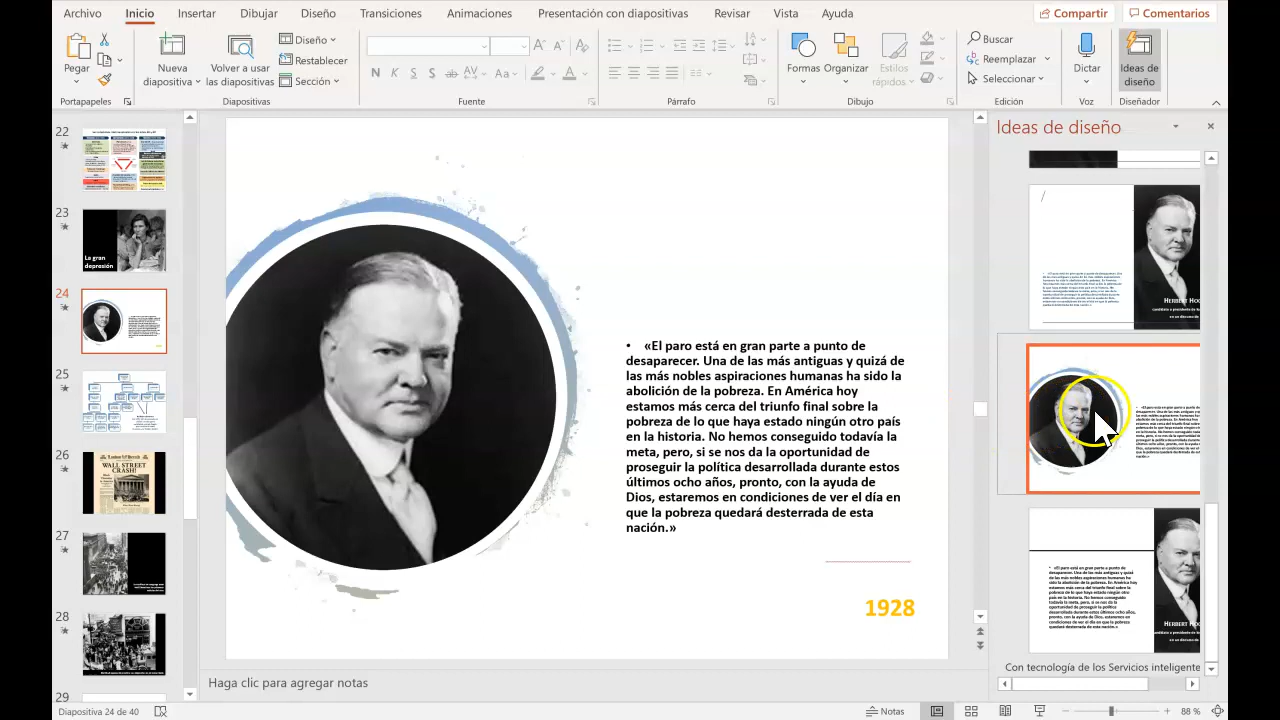 Archivo Inicio Insertar Dibujar Diseño Transiciones Animaciones Presentación con diapositivas Revisar Vista Ayuda Compartir Comentarios
Pegar
Nueva diapositiva
Volver a usar las diapositivas
Diseño
Restablecer
Sección
Formas
Organizar
Estilos rápidos
Buscar
Reemplazar
Seleccionar
Dictar
Ideas de diseño
Portapapeles Diapositivas Fuente Párrafo Dibujo Edición Voz Diseñador
22
23
La gran
depresión
24
25
26
WALL STREET
CRASH!
27
28
29
• «El paro está en gran parte a punto de
desaparecer. Una de las más antiguas y quizá de
las más nobles aspiraciones humanas ha sido la
abolición de la pobreza. En América hoy
estamos más cerca del triunfo final sobre la
pobreza de lo que haya estado ningún otro país
en la historia. No hemos conseguido todavía la
meta, pero, si se nos da la oportunidad de
proseguir la política desarrollada durante estos
últimos ocho años, pronto, con la ayuda de
Dios, estaremos en condiciones de ver el día en
que la pobreza quedará desterrada de esta
nación.»
1928
Haga clic para agregar notas
Ideas de diseño
Con tecnología de los Servicios inteligente
Diapositiva 24 de 40
Notas
88 %